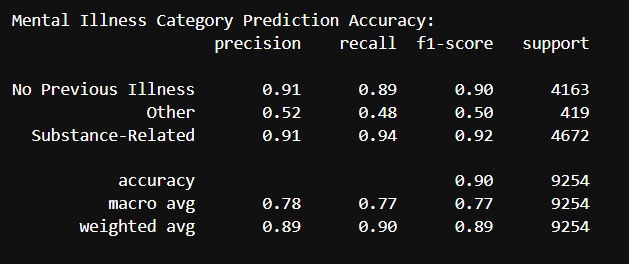 Mental Illness Category Prediction Accuracy:
precision recall f1-score support
No Previous Illness 0.91 0.89 0.90 4163
Other 0.52 0.48 0.50 419
Substance-Related 0.91 0.94 0.92 4672
accuracy 0.90 9254
macro avg 0.78 0.77 0.77 9254
weighted avg 0.89 0.90 0.89 9254